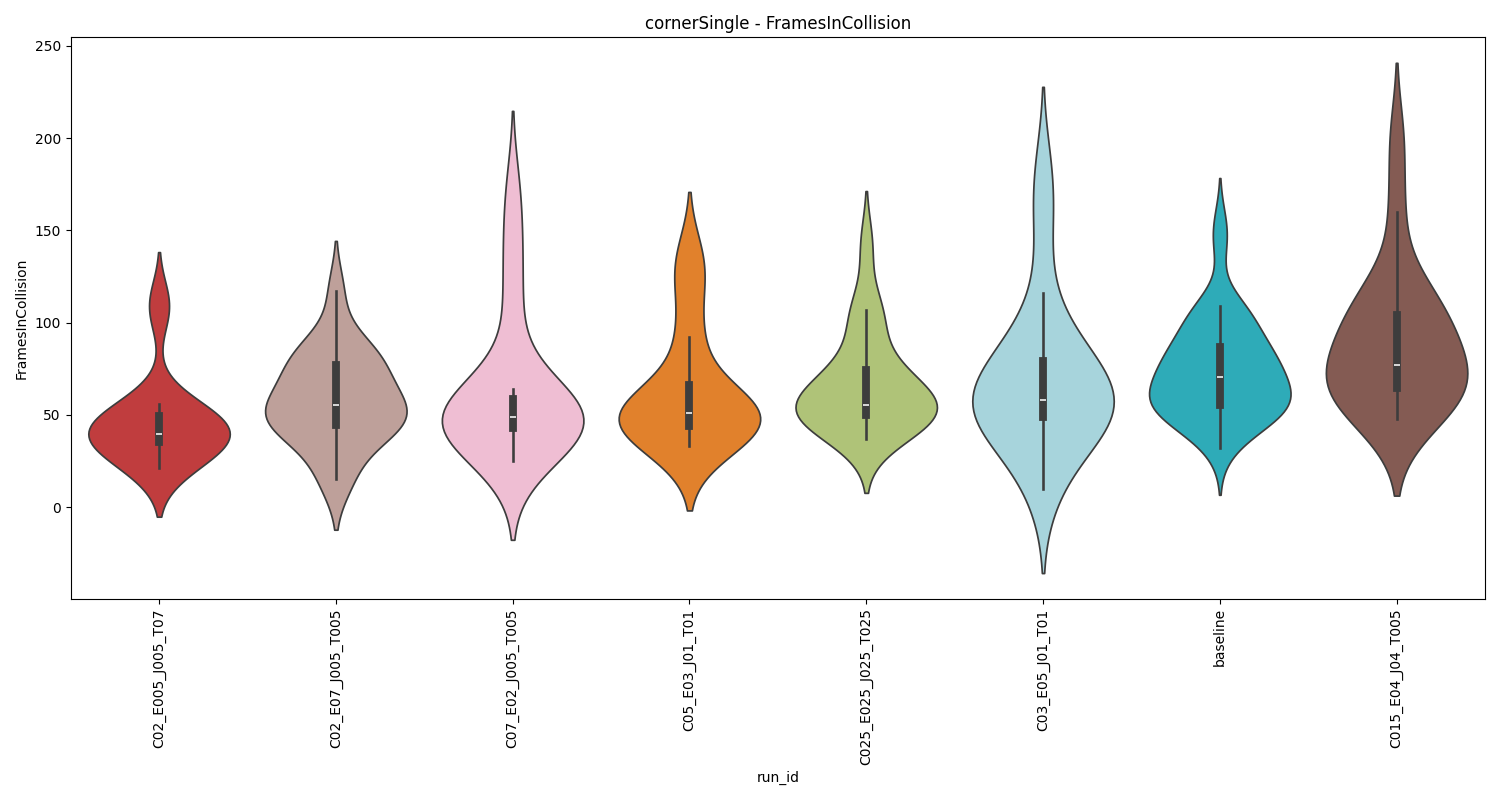 cornerSingle - FramesInCollision
FramesInCollision
250
200
150
100
50
0
C02_E005_J005_T07
C02_E07_J005_T005
C07_E02_J005_T005
C05_E03_J01_T01
C025_E025_J025_T025
C03_E05_J01_T01
baseline
C015_E04_J04_T005
run_id